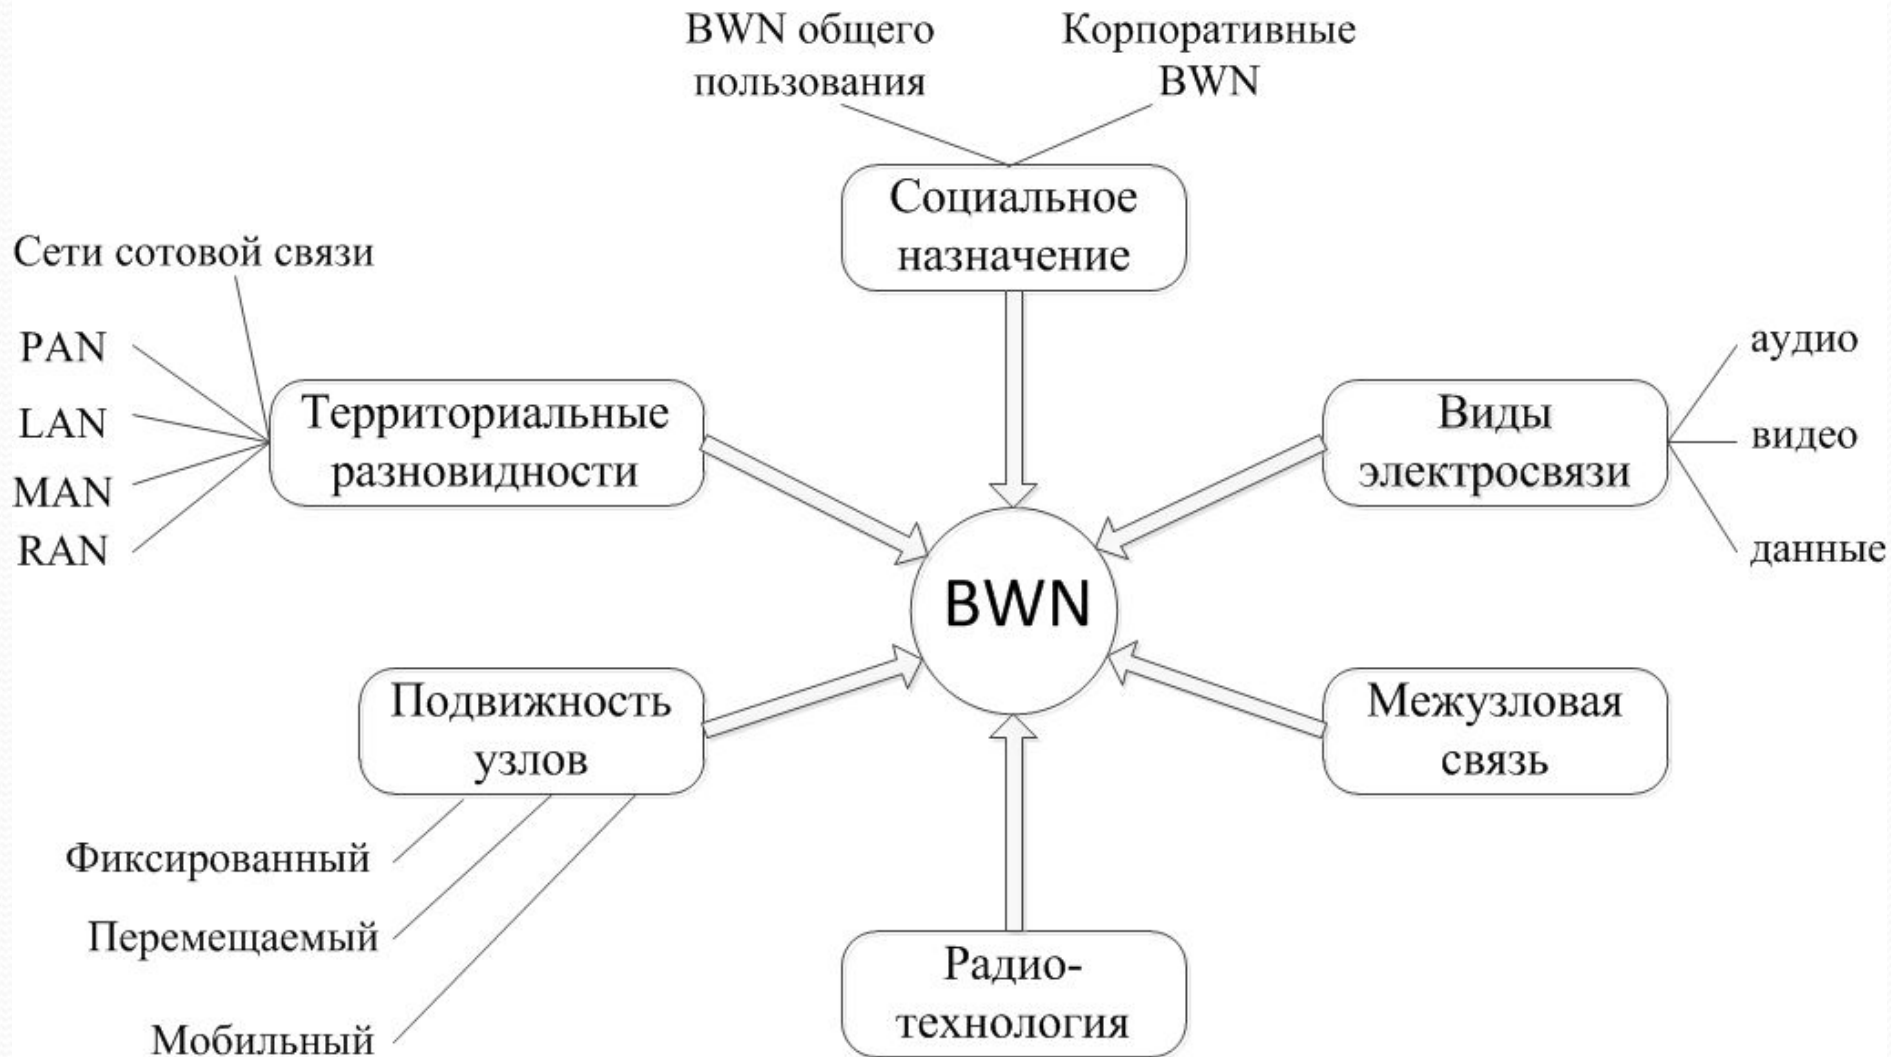 BWN общего
пользования
Корпоративные
BWN
Социальное
назначение
Сети сотовой связи
PAN
LAN
MAN
RAN
Территориальные
разновидности
Виды
электросвязи
аудио
видео
данные
BWN
Подвижность
узлов
Фиксированный
Перемещаемый
Мобильный
Межузловая
связь
Радио-
технология